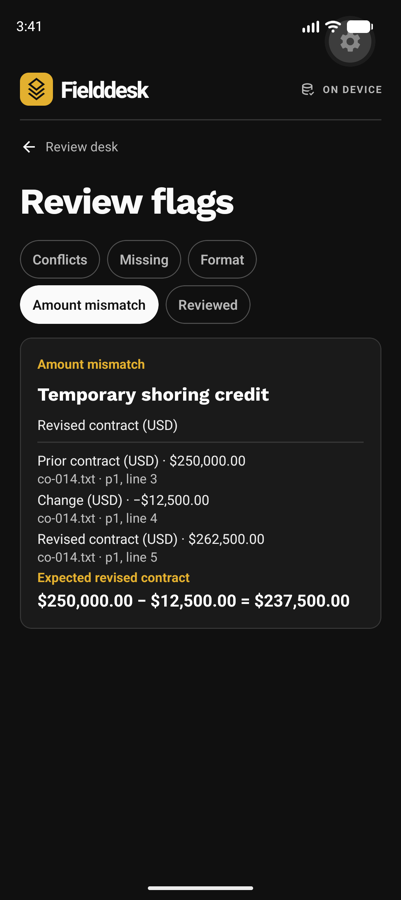 3:41
Fielddesk
ON DEVICE
Review desk
Review flags
Conflicts
Missing
Format
Amount mismatch
Reviewed
Amount mismatch
Temporary shoring credit
Revised contract (USD)
Prior contract (USD) · $250,000.00
co-014.txt · p1, line 3
Change (USD) · −$12,500.00
co-014.txt · p1, line 4
Revised contract (USD) · $262,500.00
co-014.txt · p1, line 5
Expected revised contract
$250,000.00 − $12,500.00 = $237,500.00